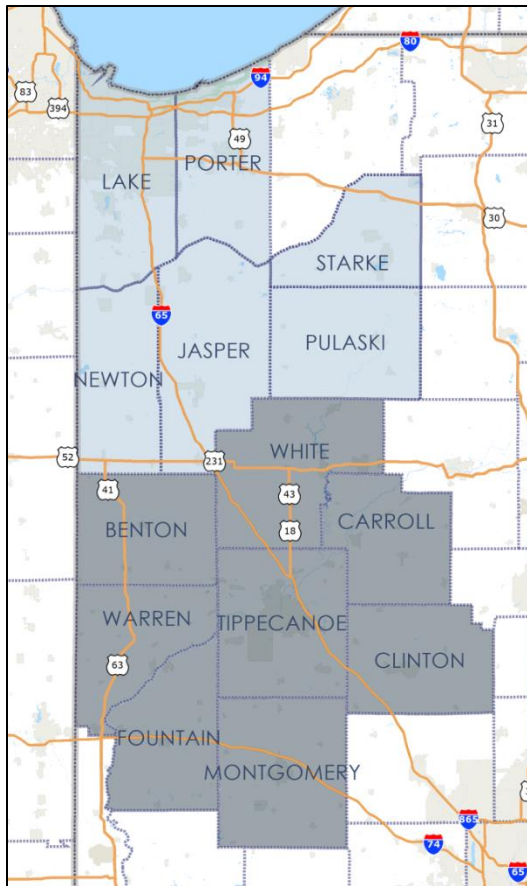 80
94
83
394
31
49
LAKE
PORTER
30
STARKE
65
JASPER
PULASKI
NEWTON
WHITE
52
231
41
43
CARROLL
BENTON
18
WARREN
TIPPECANOE
CLINTON
63
FOUNTAIN
MONTGOMERY
865
74
65